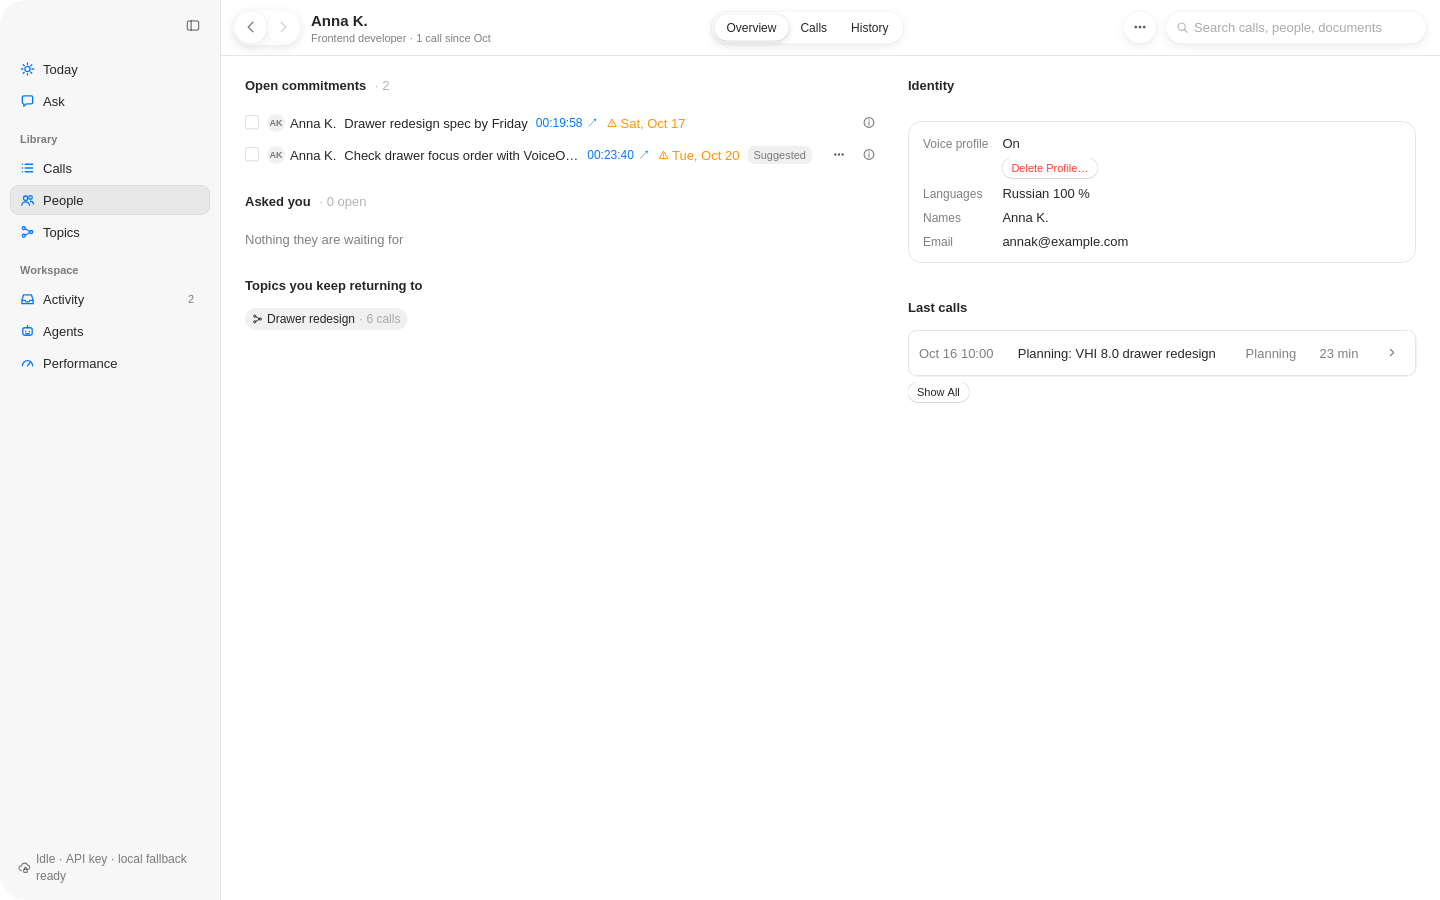 Anna K.
Frontend developer · 1 call since Oct
Overview
Calls
History
Search calls, people, documents
Today
Ask
Library
Calls
People
Topics
Workspace
Activity 2
Agents
Performance
Idle · API key · local fallback
ready
Open commitments · 2
AK Anna K. Drawer redesign spec by Friday 00:19:58 ↗ Sat, Oct 17
AK Anna K. Check drawer focus order with VoiceO… 00:23:40 ↗ Tue, Oct 20 Suggested
Asked you · 0 open
Nothing they are waiting for
Topics you keep returning to
Drawer redesign · 6 calls
Identity
Voice profile On
Delete Profile…
Languages Russian 100 %
Names Anna K.
Email annak@example.com
Last calls
Oct 16 10:00 Planning: VHI 8.0 drawer redesign Planning 23 min
Show All